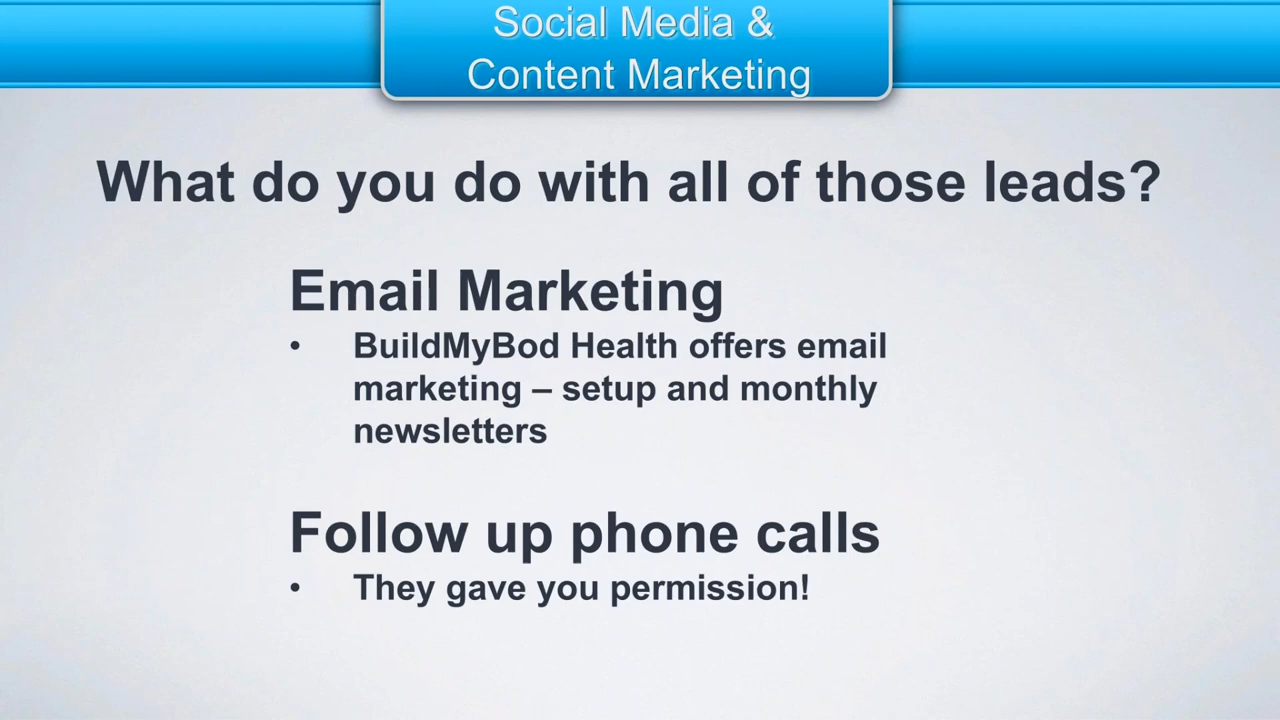 Social Media &
Content Marketing
What do you do with all of those leads?
Email Marketing
• BuildMyBod Health offers email
marketing – setup and monthly
newsletters
Follow up phone calls
• They gave you permission!